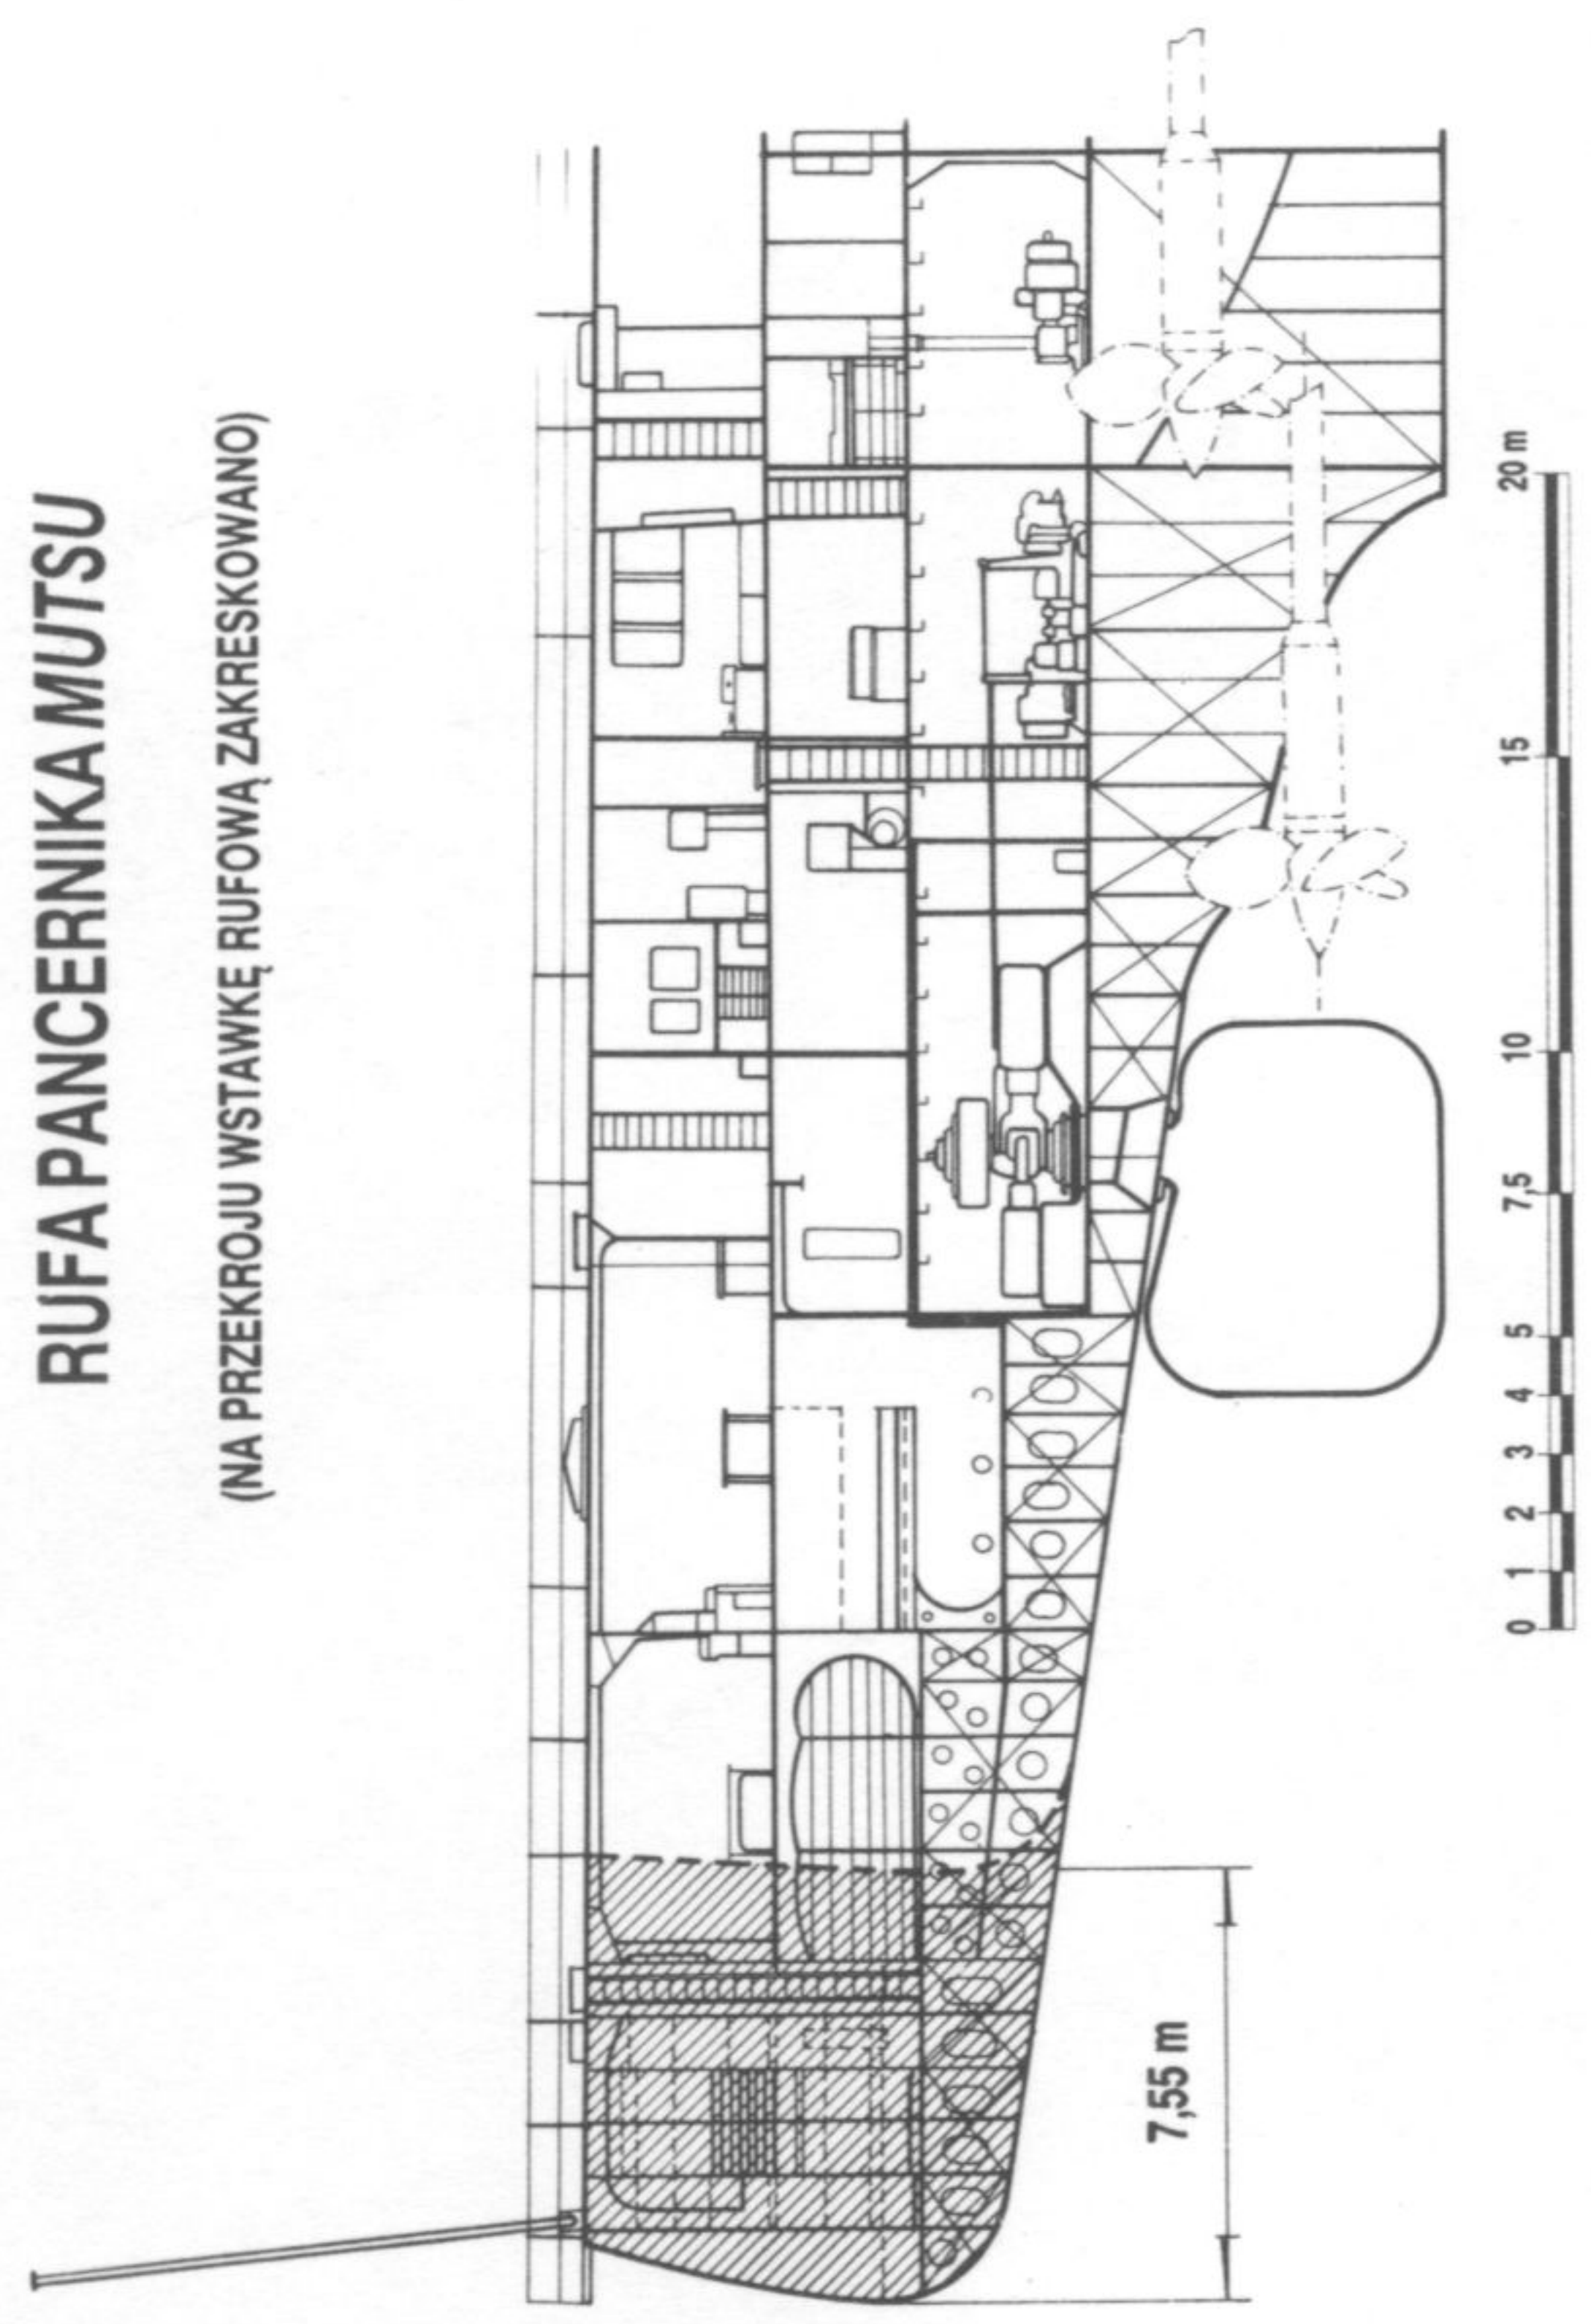 RUFA PANCERNIKA MUTSU
(NA PRZEKROJU WSTAWKĘ RUFOWĄ ZAKRESKOWANO)
7,55 m
0 1 2 3 4 5 7,5 10 15 20 m